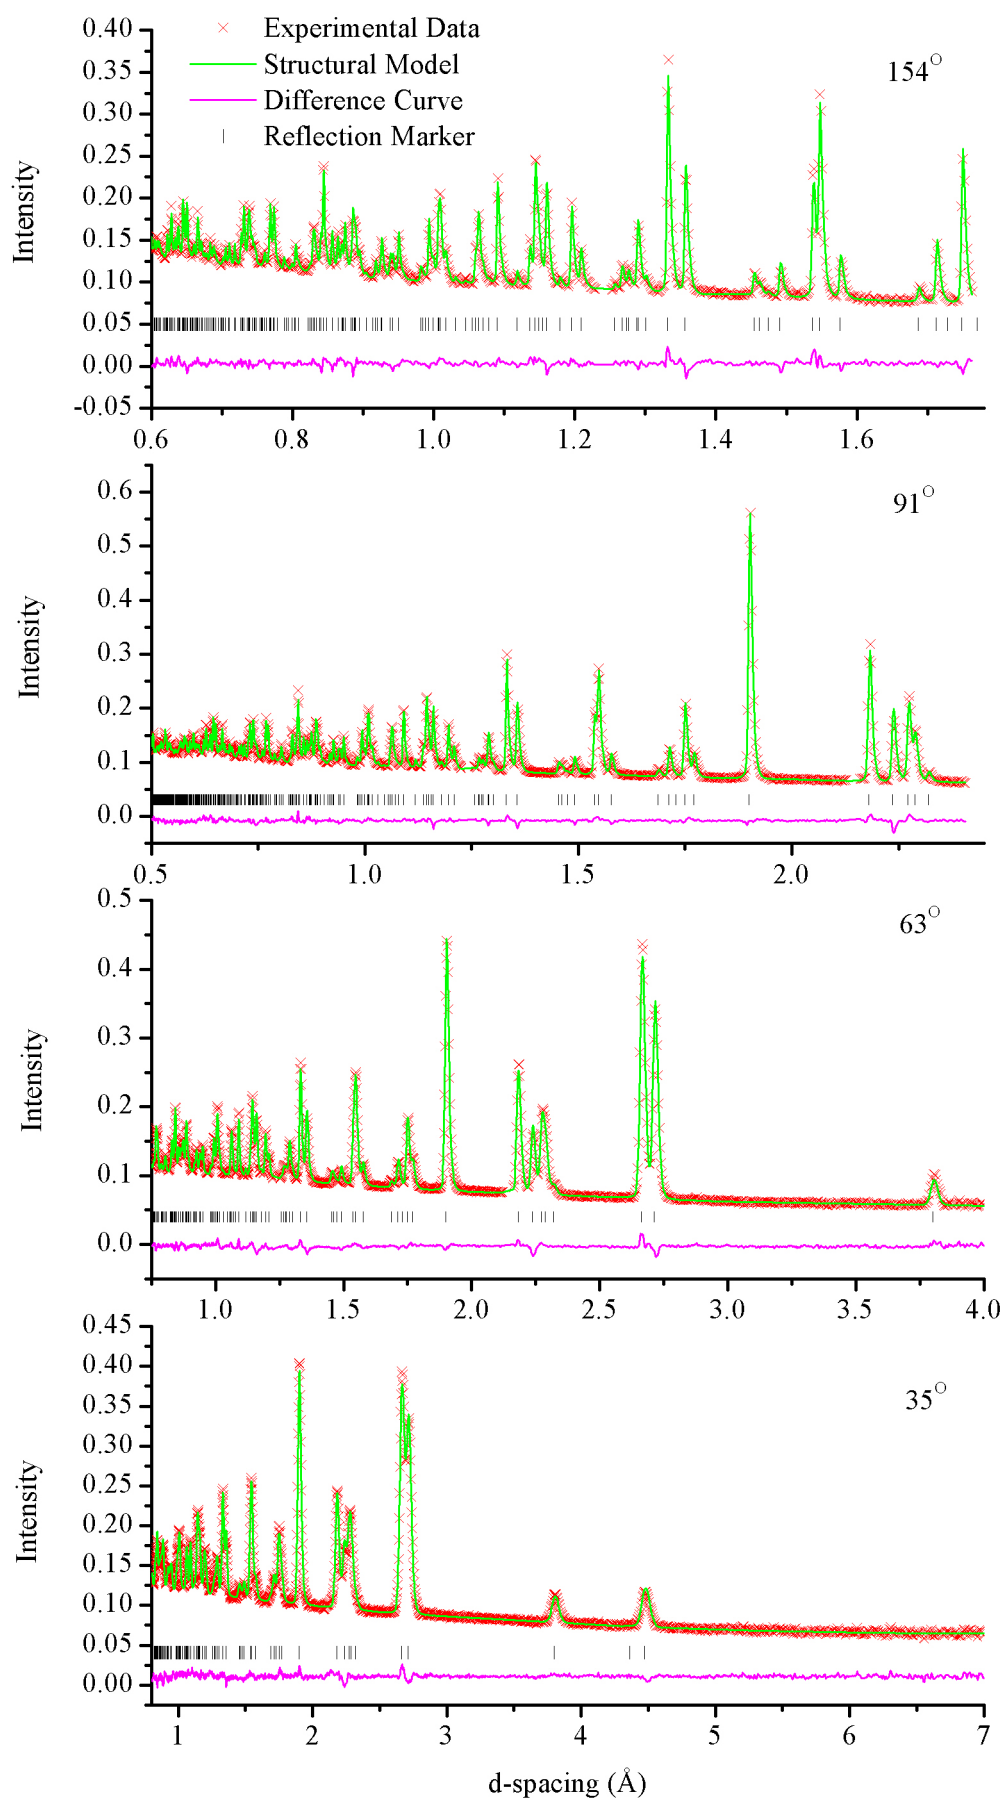 Experimental Data
Structural Model
Difference Curve
Reflection Marker
154°
Intensity
0.40
0.35
0.30
0.25
0.20
0.15
0.10
0.05
0.00
-0.05
0.6 0.8 1.0 1.2 1.4 1.6
91°
Intensity
0.6
0.5
0.4
0.3
0.2
0.1
0.0
0.5 1.0 1.5 2.0
63°
Intensity
0.5
0.4
0.3
0.2
0.1
0.0
1.0 1.5 2.0 2.5 3.0 3.5 4.0
35°
Intensity
0.45
0.40
0.35
0.30
0.25
0.20
0.15
0.10
0.05
0.00
1 2 3 4 5 6 7
d-spacing (Å)